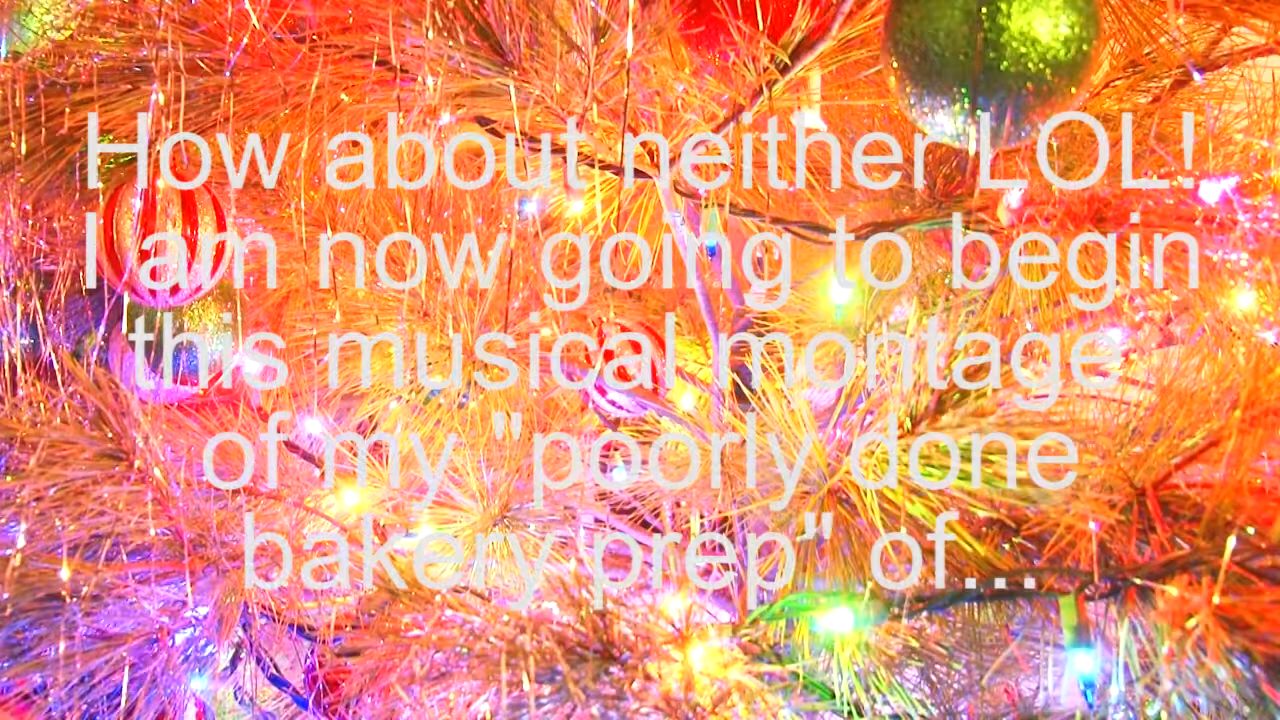 How about neither LOL!
I am now going to begin
this musical montage
of my "poorly done
bakery prep" of...